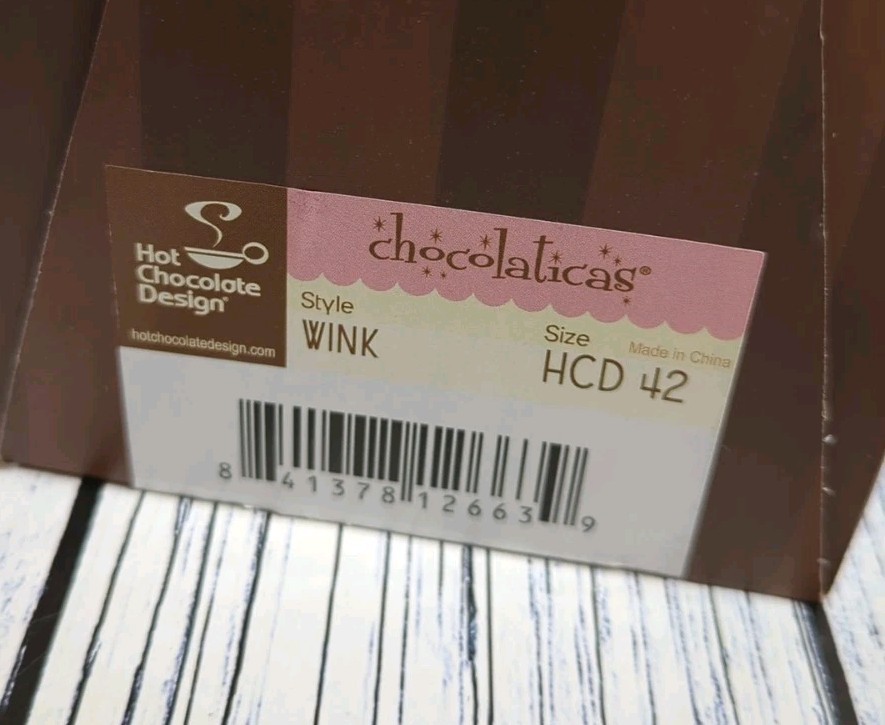 Hot
Chocolate
Design®
hotchocolatedesign.com
chocolaticas®
Style
WINK
Size
HCD 42
Made in China
8 41378 12663 9